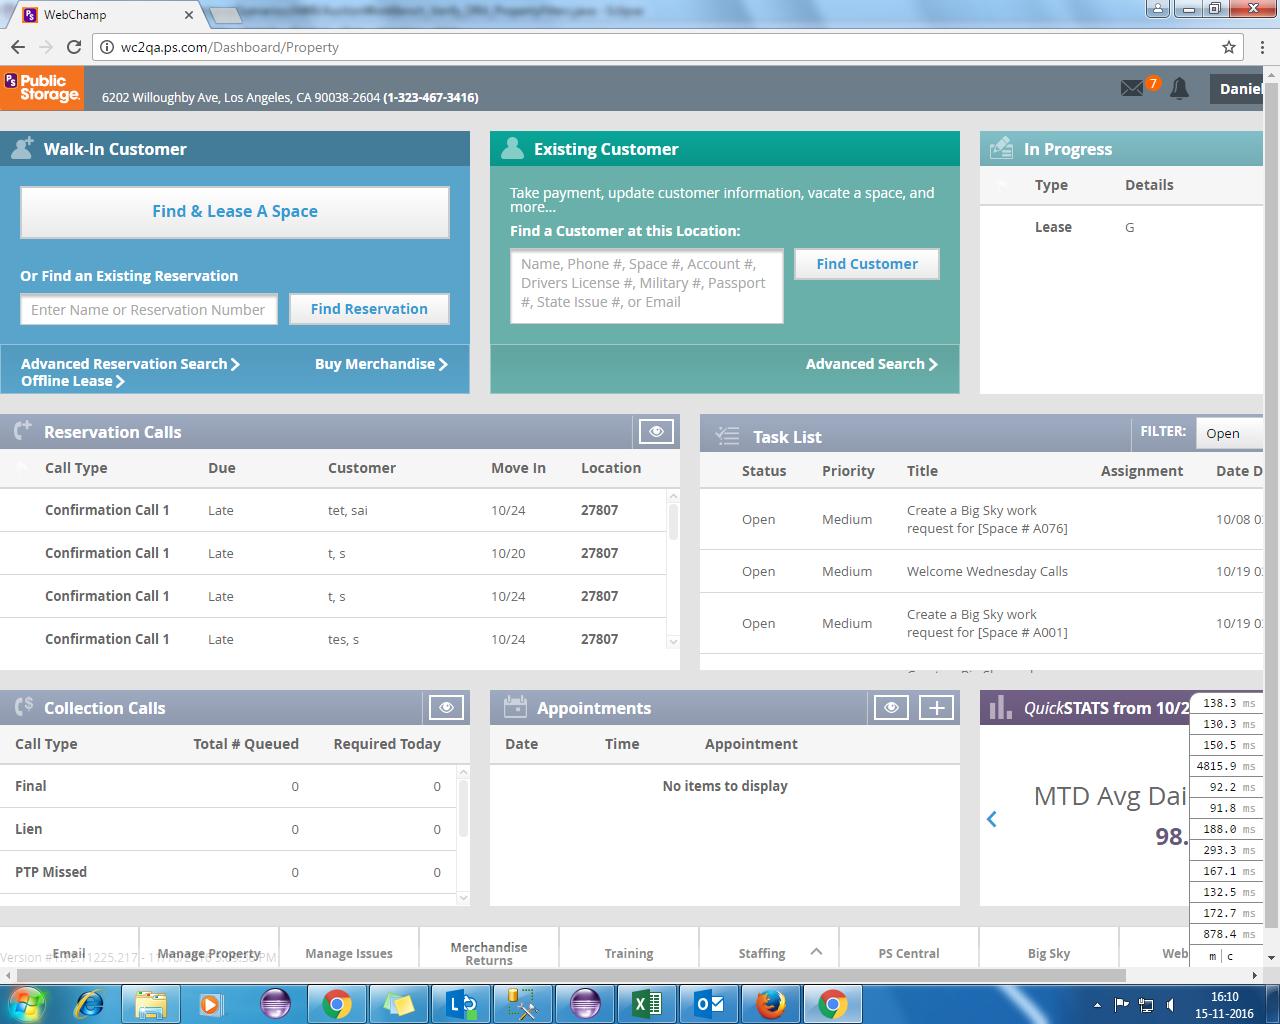 WebChamp
wc2qa.ps.com/Dashboard/Property
PS Public Storage.
6202 Willoughby Ave, Los Angeles, CA 90038-2604 (1-323-467-3416)
7
Daniel
Walk-In Customer
Find & Lease A Space
Or Find an Existing Reservation
Enter Name or Reservation Number
Find Reservation
Advanced Reservation Search
Buy Merchandise
Offline Lease
Existing Customer
Take payment, update customer information, vacate a space, and
more...
Find a Customer at this Location:
Name, Phone #, Space #, Account #,
Drivers License #, Military #, Passport
#, State Issue #, or Email
Find Customer
Advanced Search
In Progress
Type Details
Lease G
Reservation Calls
Call Type Due Customer Move In Location
Confirmation Call 1 Late tet, sai 10/24 27807
Confirmation Call 1 Late t, s 10/20 27807
Confirmation Call 1 Late t, s 10/24 27807
Confirmation Call 1 Late tes, s 10/24 27807
Task List
FILTER: Open
Status Priority Title Assignment Date D
Open Medium Create a Big Sky work
request for [Space # A076] 10/08 0
Open Medium Welcome Wednesday Calls 10/19 0
Open Medium Create a Big Sky work
request for [Space # A001] 10/19 0
Collection Calls
Call Type Total # Queued Required Today
Final 0 0
Lien 0 0
PTP Missed 0 0
Appointments
Date Time Appointment
No items to display
QuickSTATS from 10/2
MTD Avg Dai
98.
138.3 ms
130.3 ms
150.5 ms
4815.9 ms
92.2 ms
91.8 ms
188.0 ms
293.3 ms
167.1 ms
132.5 ms
172.7 ms
878.4 ms
m | c
Email
Manage Property
Manage Issues
Merchandise
Returns
Training
Staffing
PS Central
Big Sky
Web
16:10
15-11-2016